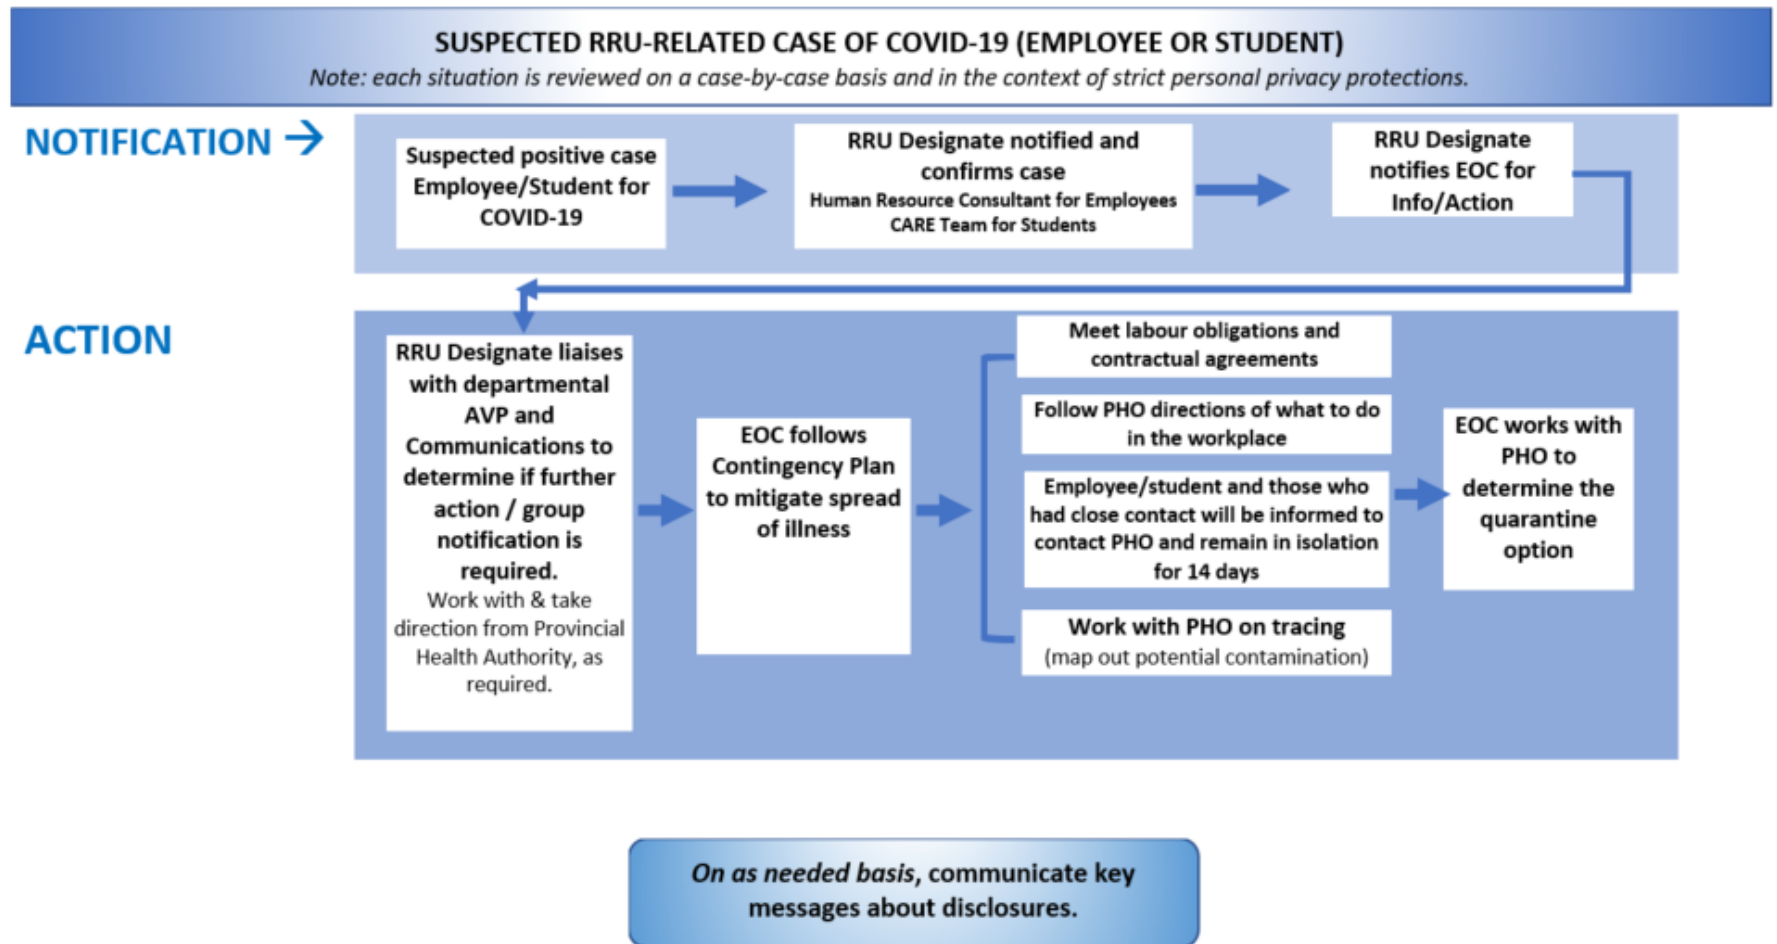 SUSPECTED RRU-RELATED CASE OF COVID-19 (EMPLOYEE OR STUDENT)
Note: each situation is reviewed on a case-by-case basis and in the context of strict personal privacy protections.
NOTIFICATION →
Suspected positive case
Employee/Student for
COVID-19
RRU Designate notified and
confirms case
Human Resource Consultant for Employees
CARE Team for Students
RRU Designate
notifies EOC for
Info/Action
ACTION
RRU Designate liaises
with departmental
AVP and
Communications to
determine if further
action / group
notification is
required.
Work with & take
direction from Provincial
Health Authority, as
required.
EOC follows
Contingency Plan
to mitigate spread
of illness
Meet labour obligations and
contractual agreements
Follow PHO directions of what to do
in the workplace
Employee/student and those who
had close contact will be informed to
contact PHO and remain in isolation
for 14 days
Work with PHO on tracing
(map out potential contamination)
EOC works with
PHO to
determine the
quarantine
option
On as needed basis, communicate key
messages about disclosures.